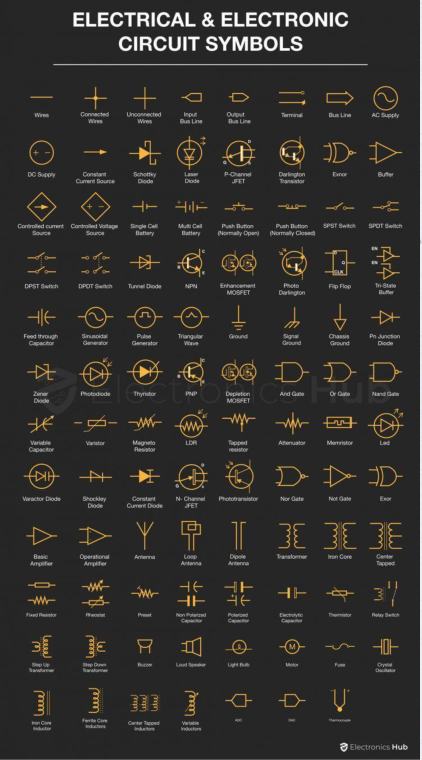 ELECTRICAL & ELECTRONIC
CIRCUIT SYMBOLS
Wires
Connected
Wires
Unconnected
Wires
Input
Bus Line
Output
Bus Line
Terminal
Bus Line
AC Supply
DC Supply
Constant
Current Source
Schottky
Diode
Laser
Diode
P-Channel
JFET
Darlington
Transistor
Exnor
Buffer
Controlled current
Source
Controlled Voltage
Source
Single Cell
Battery
Multi Cell
Battery
Push Button
(Normally Open)
Push Button
(Normally Closed)
SPST Switch
SPDT Switch
DPST Switch
DPDT Switch
Tunnel Diode
C
B
E
NPN
Enhancement
MOSFET
Photo
Darlington
D
Q
CLK
Flip Flop
EN
EN
Tri-State
Buffer
Feed through
Capacitor
Sinusoidal
Generator
Pulse
Generator
Triangular
Wave
Ground
Signal
Ground
Chassis
Ground
Pn Junction
Diode
Zener
Diode
Photodiode
Thyristor
C
B
E
PNP
Depletion
MOSFET
And Gate
Or Gate
Nand Gate
Electronics Hub
Variable
Capacitor
Varistor
Magneto
Resistor
LDR
Tapped
resistor
Attenuator
Memristor
Led
Varactor Diode
Shockley
Diode
Constant
Current Diode
N- Channel
JFET
Phototransistor
Nor Gate
Not Gate
Exor
Basic
Amplifier
Operational
Amplifier
Antenna
Loop
Antenna
Dipole
Antenna
Transformer
Iron Core
Center
Tapped
Fixed Resistor
Rheostat
Preset
Non Polarized
Capacitor
Polarized
Capacitor
Electrolytic
Capacitor
Thermistor
Relay Switch
Step Up
Transformer
Step Down
Transformer
Buzzer
Loud Speaker
Light Bulb
M
Motor
Fuse
Crystal
Oscillator
Iron Core
Inductor
Ferrite Core
Inductors
Center Tapped
Inductors
Variable
Inductors
ADC
DAC
Thermocouple
Electronics Hub